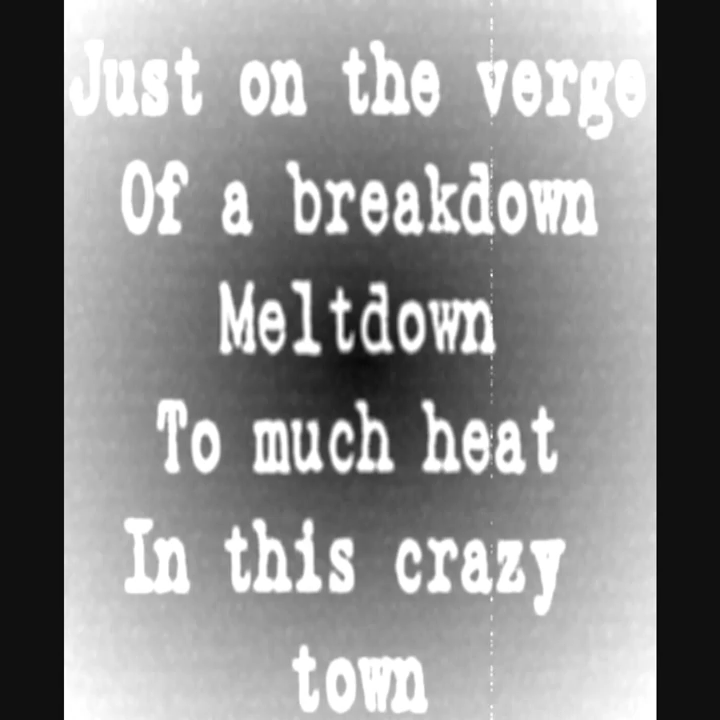 Just on the verge
Of a breakdown
Meltdown
To much heat
In this crazy
town